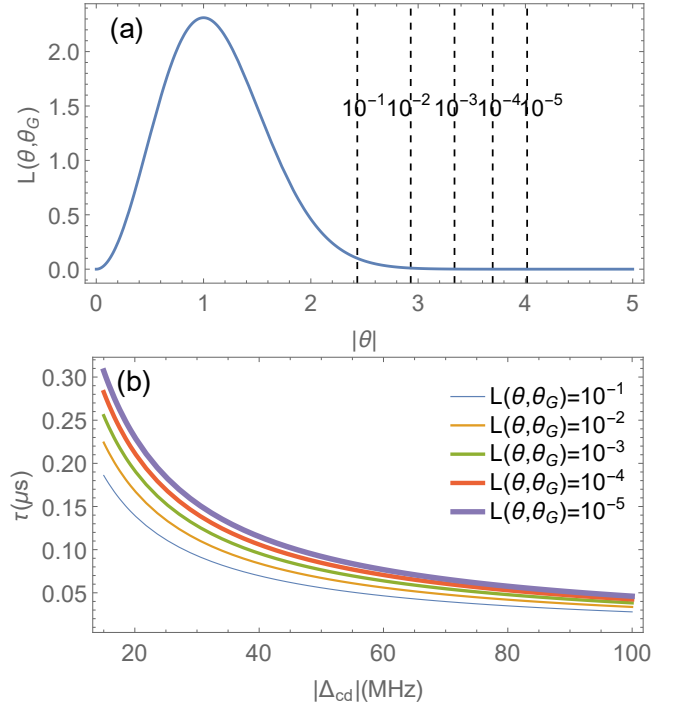 (a)
L(θ,θ_G)
2.0
1.5
1.0
0.5
0.0
10⁻¹ 10⁻² 10⁻³ 10⁻⁴ 10⁻⁵
0 1 2 3 4 5
|θ|
(b)
τ(μs)
0.30
0.25
0.20
0.15
0.10
0.05
L(θ,θ_G)=10⁻¹
L(θ,θ_G)=10⁻²
L(θ,θ_G)=10⁻³
L(θ,θ_G)=10⁻⁴
L(θ,θ_G)=10⁻⁵
20 40 60 80 100
|Δ_cd|(MHz)